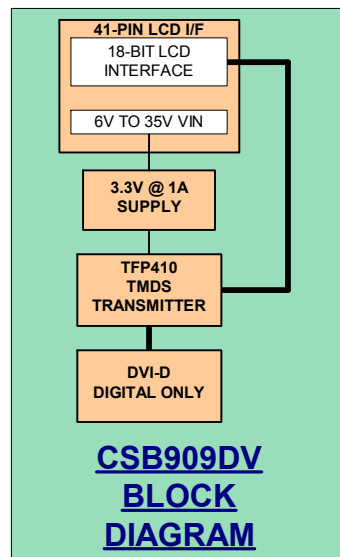 41-PIN LCD I/F
18-BIT LCD
INTERFACE
6V TO 35V VIN
3.3V @ 1A
SUPPLY
TFP410
TMDS
TRANSMITTER
DVI-D
DIGITAL ONLY
CSB909DV
BLOCK
DIAGRAM